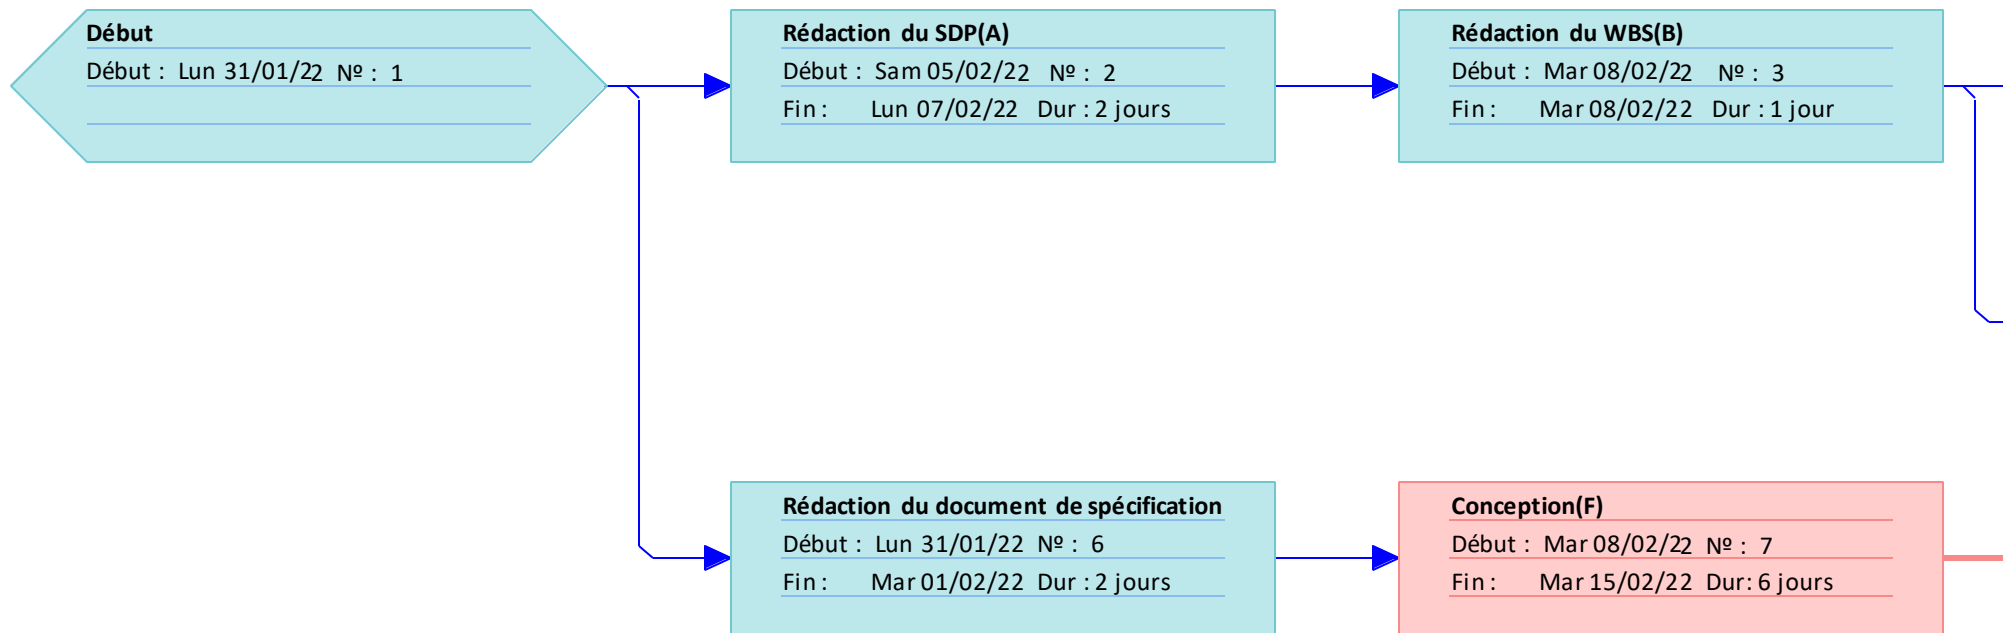 Début
Début : Lun 31/01/22 Nº : 1
Rédaction du SDP(A)
Début : Sam 05/02/22 Nº : 2
Fin : Lun 07/02/22 Dur : 2 jours
Rédaction du WBS(B)
Début : Mar 08/02/22 Nº : 3
Fin : Mar 08/02/22 Dur : 1 jour
Rédaction du document de spécification
Début : Lun 31/01/22 Nº : 6
Fin : Mar 01/02/22 Dur : 2 jours
Conception(F)
Début : Mar 08/02/22 Nº : 7
Fin : Mar 15/02/22 Dur: 6 jours